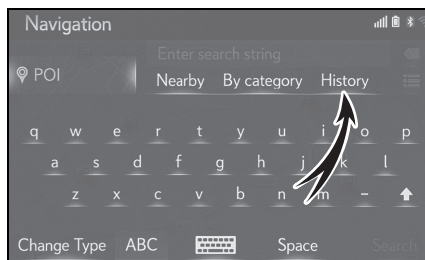 Navigation
Enter search string
POI
Nearby By category History
q w e r t y u i o p
a s d f g h j k l
z x c v b n m -
Change Type ABC Space Search